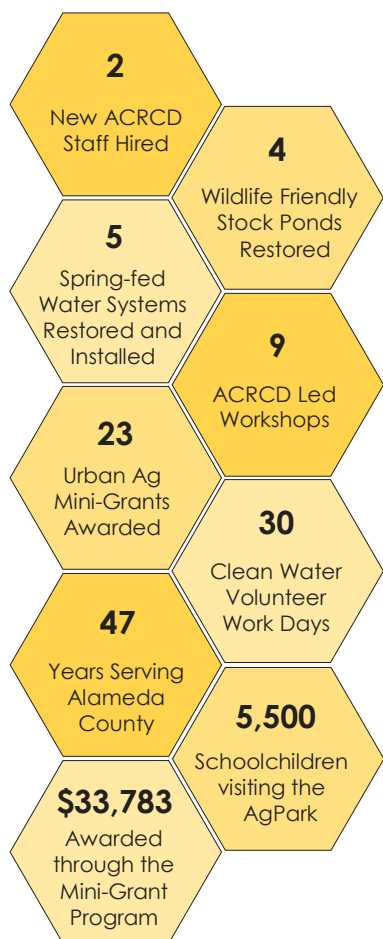 2
New ACRCD
Staff Hired
4
Wildlife Friendly
Stock Ponds
Restored
5
Spring-fed
Water Systems
Restored and
Installed
9
ACRCD Led
Workshops
23
Urban Ag
Mini-Grants
Awarded
30
Clean Water
Volunteer
Work Days
47
Years Serving
Alameda
County
5,500
Schoolchildren
visiting the
AgPark
$33,783
Awarded
through the
Mini-Grant
Program